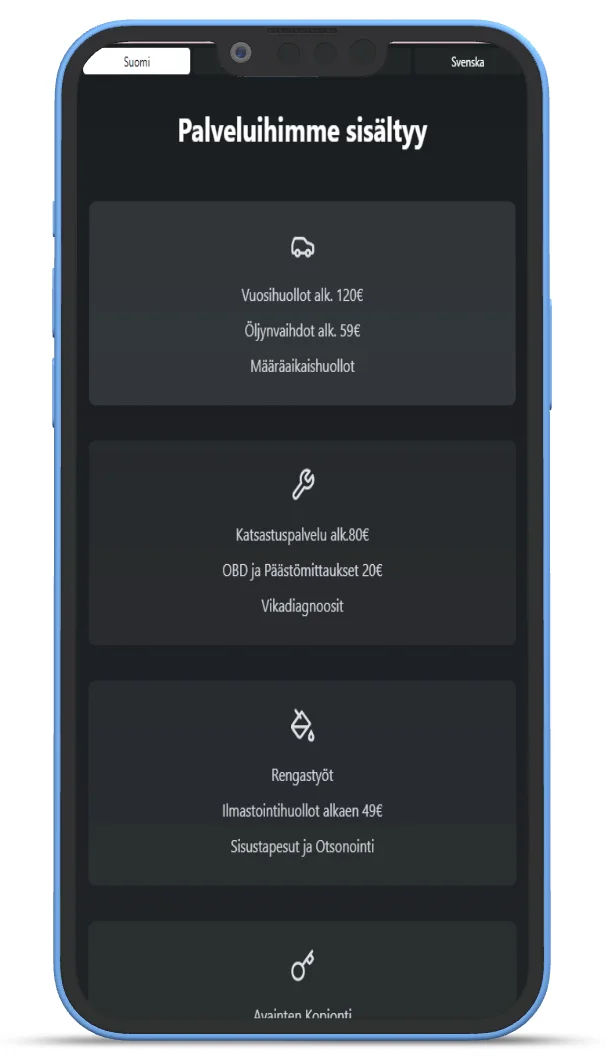 Suomi
Svenska
Palveluihimme sisältyy
Vuosihuollot alk. 120€
Öljynvaihdot alk. 59€
Määräaikaishuollot
Katsastuspalvelu alk.80€
OBD ja Päästömittaukset 20€
Vikadiagnoosit
Rengastyöt
Ilmastointihuollot alkaen 49€
Sisustapesut ja Otsonointi
Avainten Kopionti